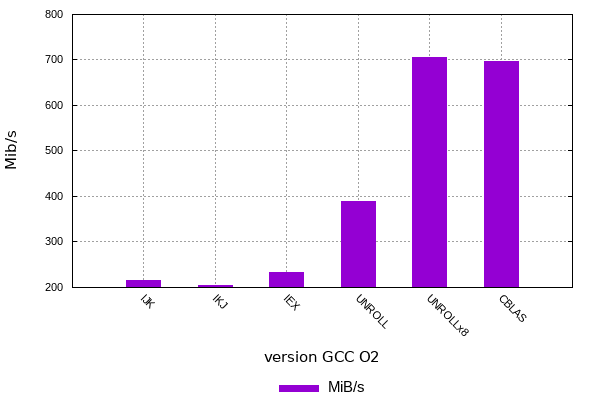 800
700
600
500
400
300
200
Mib/s
IJK
IKJ
IEX
UNROLL
UNROLLx8
CBLAS
version GCC O2
MiB/s